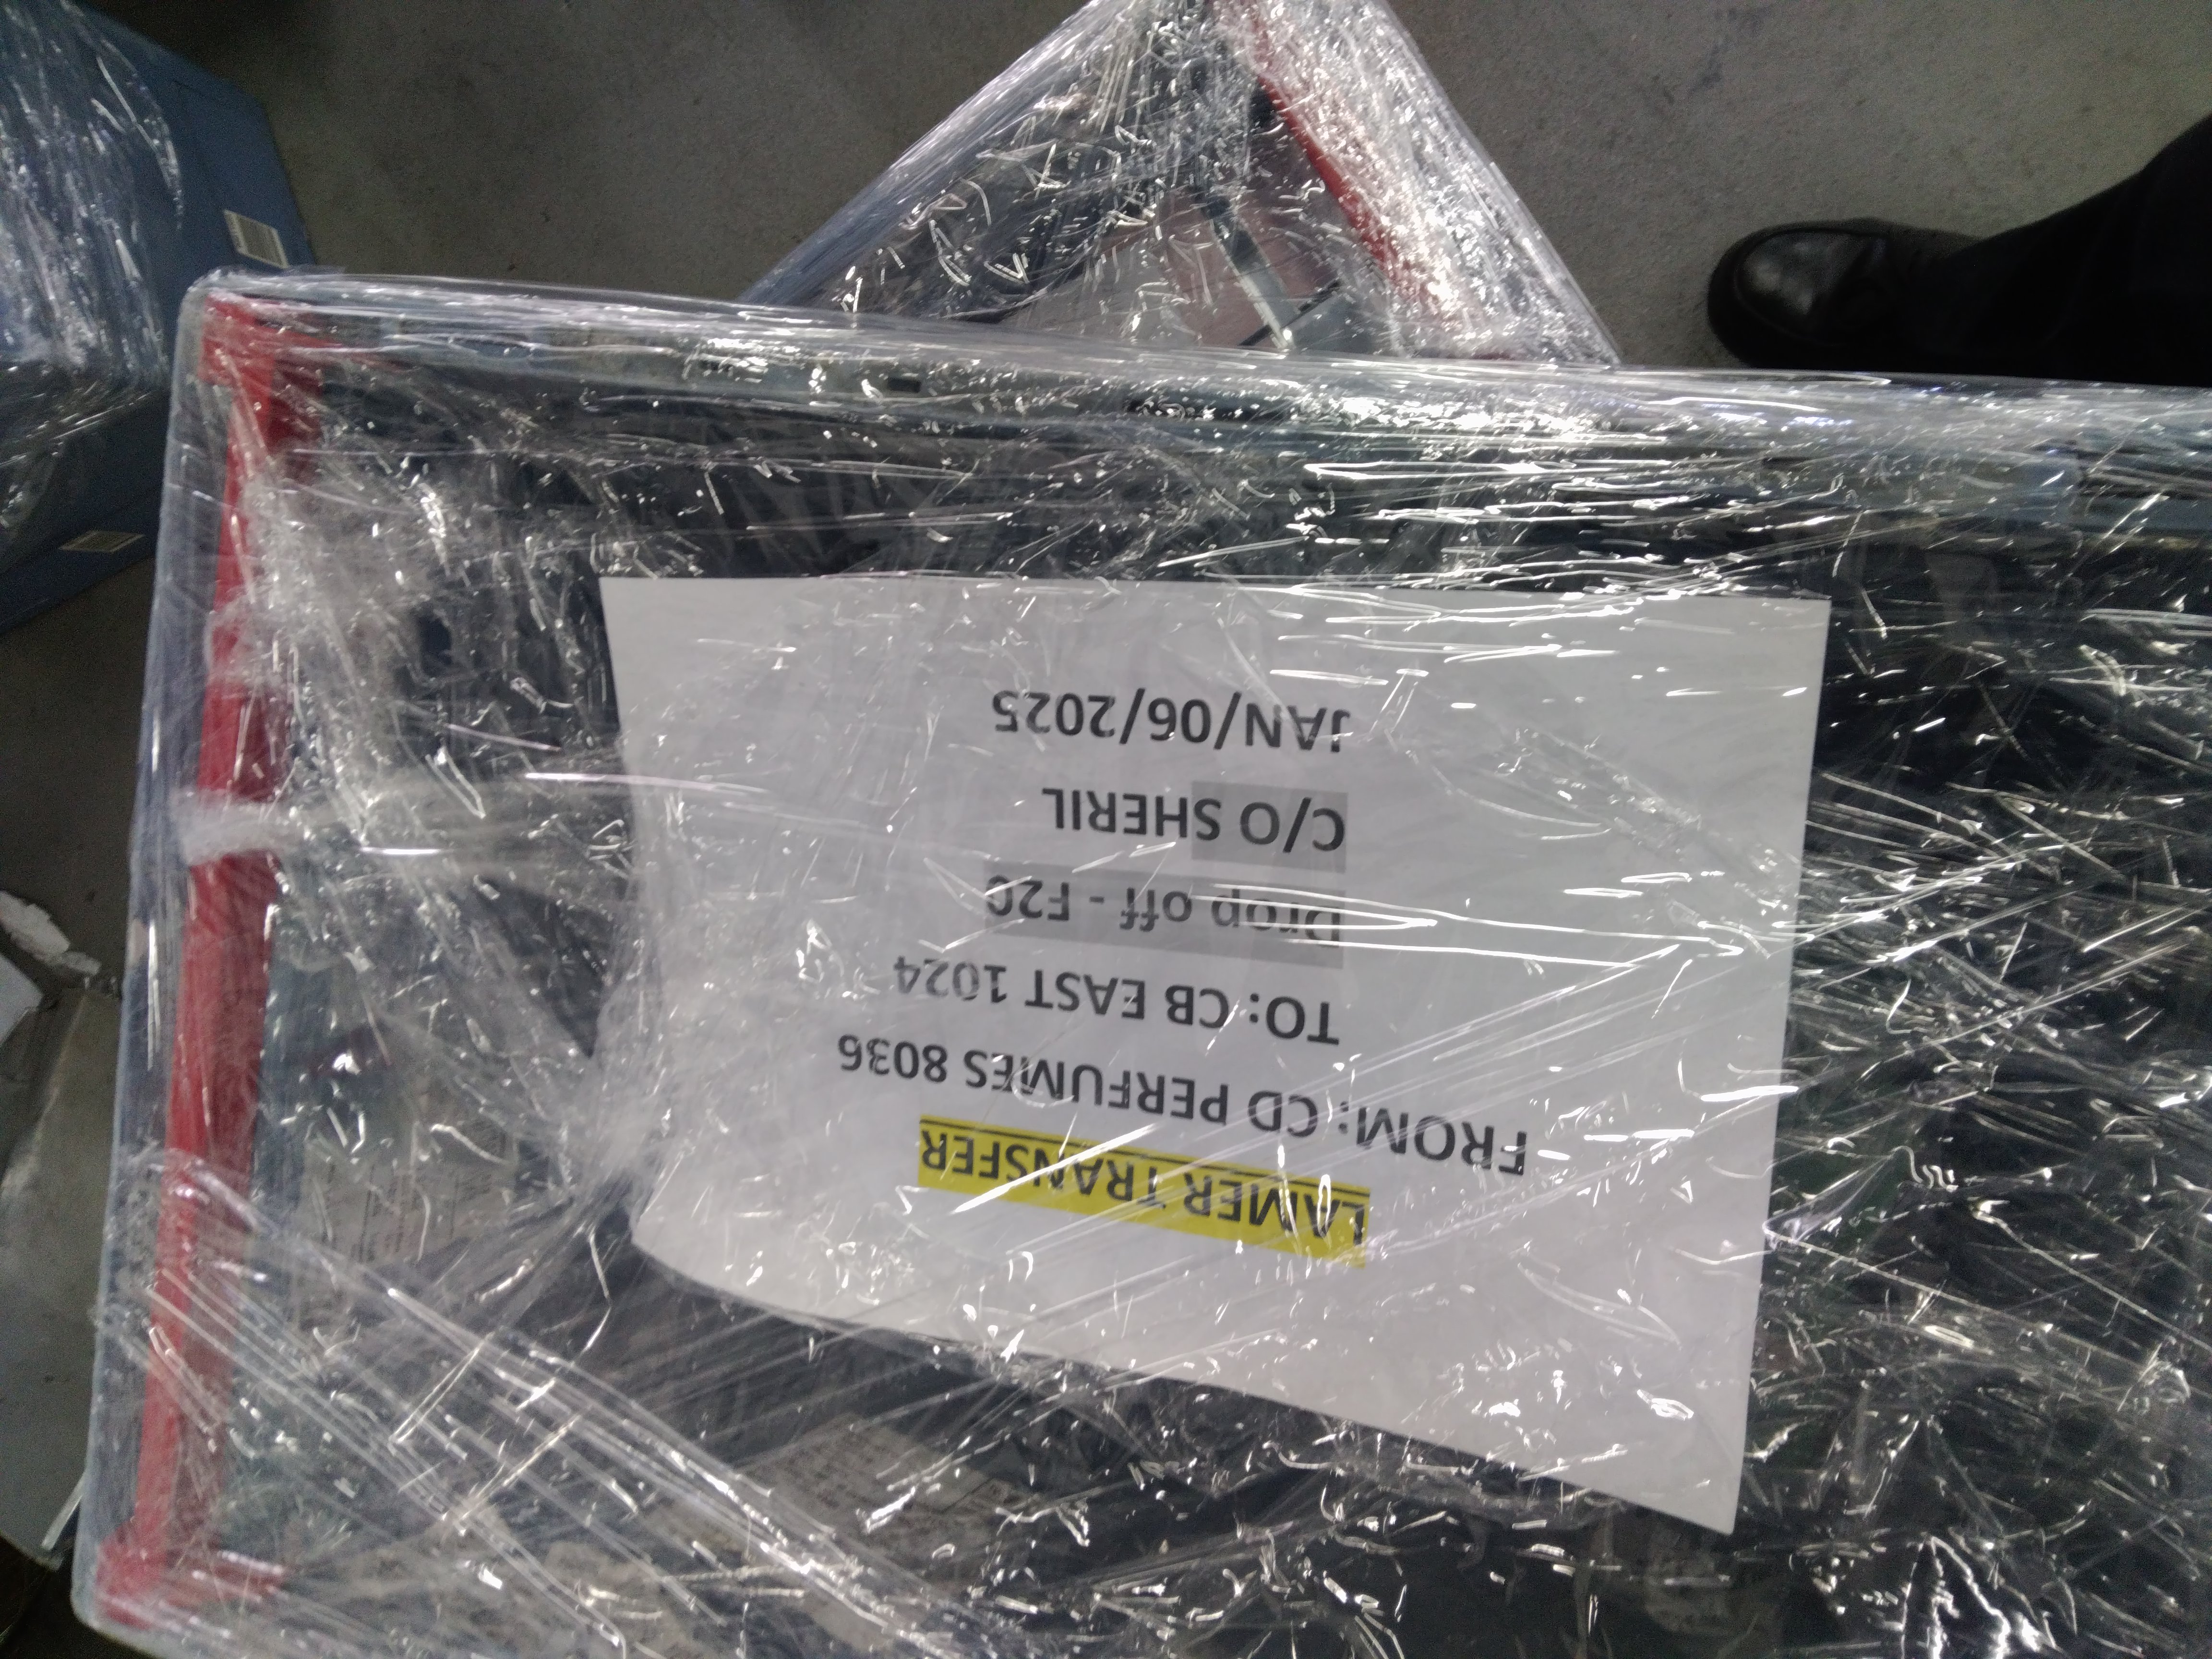 LAMER TRANSFER
FROM: CD PERFUMES 8036
TO: CB EAST 1024
Drop off - F20
C/O SHERIL
JAN/06/2025